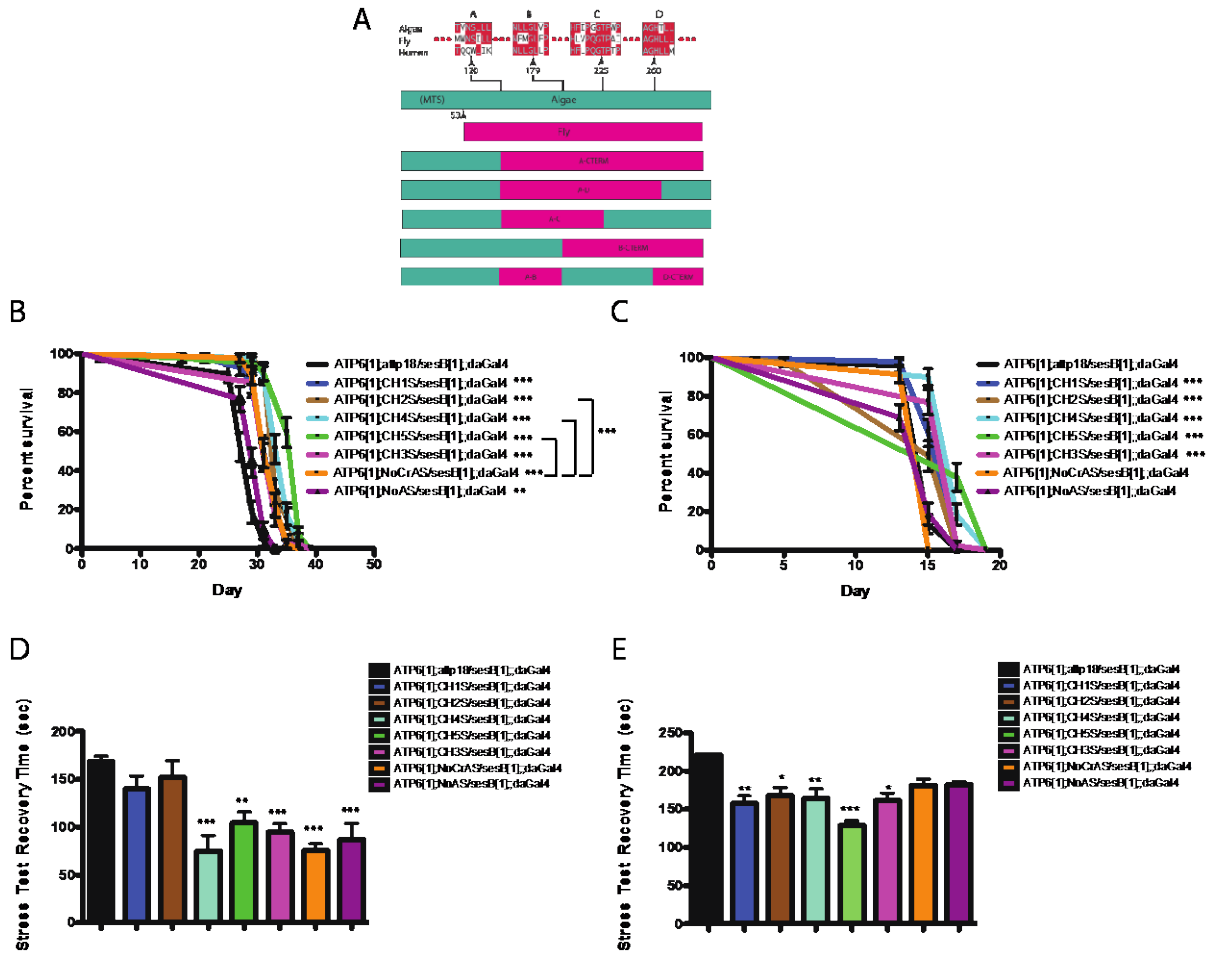 A
A B C D
Algae
Fly
Human
120 179 225 260
(MTS) Algae
53A
Fly
A-CTERM
A-D
B-CTERM
A-B D-CTERM
B
Percent survival
100
80
60
40
20
0
0 10 20 30 40 50
Day
ATP6[1];attp18/sesB[1];;daGal4
ATP6[1];CH1S/sesB[1];;daGal4 ***
ATP6[1];CH2S/sesB[1];;daGal4 ***
ATP6[1];CH4S/sesB[1];;daGal4 ***
ATP6[1];CH5S/sesB[1];;daGal4 ***
ATP6[1];CH3S/sesB[1];;daGal4 ***
ATP6[1];NoCrAS/sesB[1];;daGal4 ***
ATP6[1];NoAS/sesB[1];;daGal4 **
***
C
Percent survival
100
80
60
40
20
0
0 5 10 15 20
Day
ATP6[1];attp18/sesB[1];;daGal4
ATP6[1];CH1S/sesB[1];;daGal4 ***
ATP6[1];CH2S/sesB[1];;daGal4 ***
ATP6[1];CH4S/sesB[1];;daGal4 ***
ATP6[1];CH5S/sesB[1];;daGal4 ***
ATP6[1];CH3S/sesB[1];;daGal4 ***
ATP6[1];NoCrAS/sesB[1];;daGal4
ATP6[1];NoAS/sesB[1];;daGal4
D
ATP6[1];attp18/sesB[1];;daGal4
ATP6[1];CH1S/sesB[1];;daGal4
ATP6[1];CH2S/sesB[1];;daGal4
ATP6[1];CH4S/sesB[1];;daGal4
ATP6[1];CH5S/sesB[1];;daGal4
ATP6[1];CH3S/sesB[1];;daGal4
ATP6[1];NoCrAS/sesB[1];;daGal4
ATP6[1];NoAS/sesB[1];;daGal4
Stress Test Recovery Time (sec)
200
150
100
50
0
*** ** *** *** ***
E
ATP6[1];attp18/sesB[1];;daGal4
ATP6[1];CH1S/sesB[1];;daGal4
ATP6[1];CH2S/sesB[1];;daGal4
ATP6[1];CH4S/sesB[1];;daGal4
ATP6[1];CH5S/sesB[1];;daGal4
ATP6[1];CH3S/sesB[1];;daGal4
ATP6[1];NoCrAS/sesB[1];;daGal4
ATP6[1];NoAS/sesB[1];;daGal4
Stress Test Recovery Time (sec)
250
200
150
100
50
0
** * ** *** *